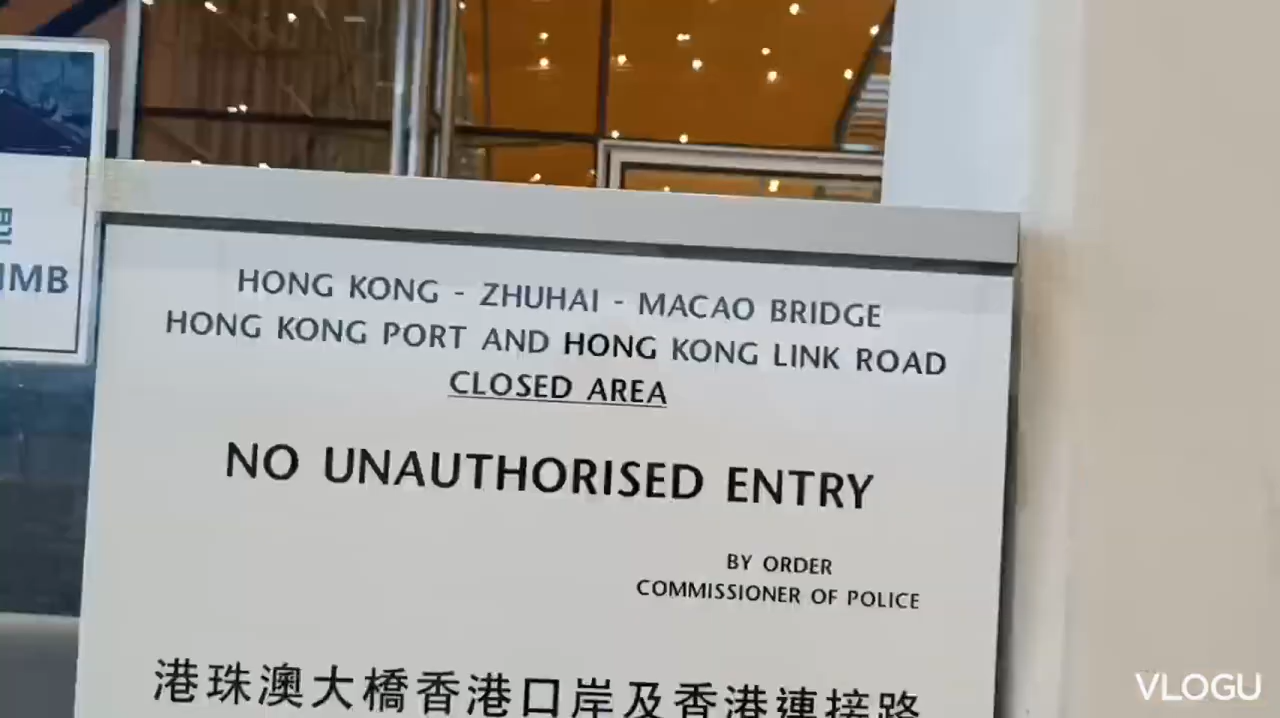 HONG KONG - ZHUHAI - MACAO BRIDGE
HONG KONG PORT AND HONG KONG LINK ROAD
CLOSED AREA
NO UNAUTHORISED ENTRY
BY ORDER
COMMISSIONER OF POLICE
港珠澳大橋香港口岸及香港連接路
VLOGU